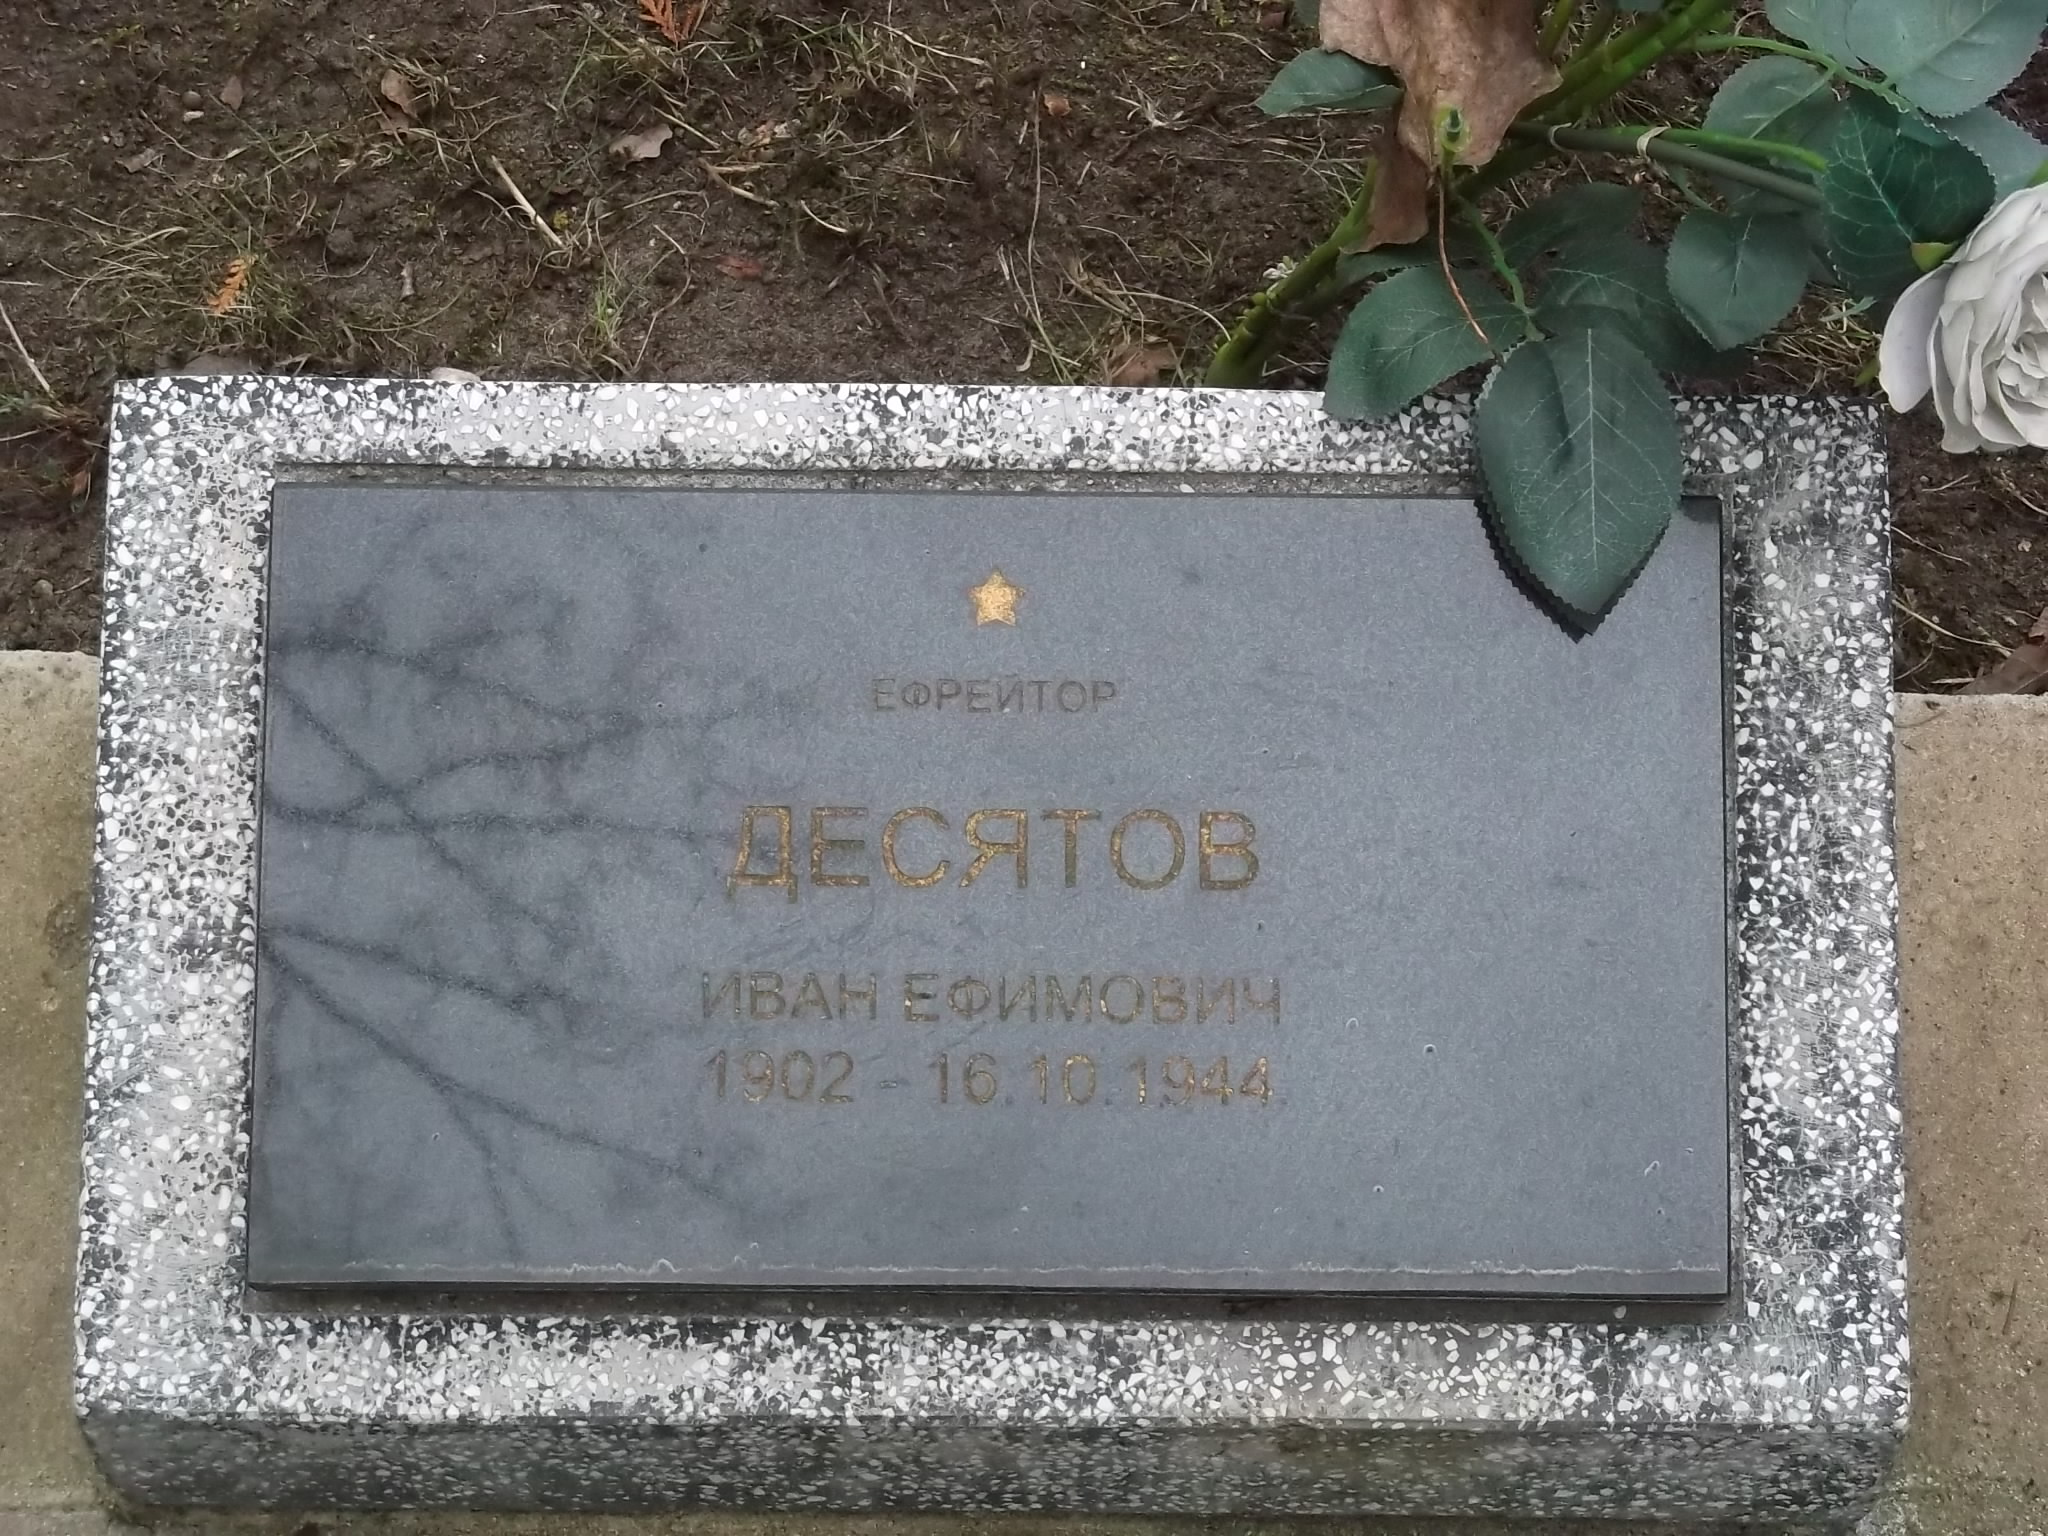 ЕФРЕЙТОР
ДЕСЯТОВ
ИВАН ЕФИМОВИЧ
1902 - 16.10.1944